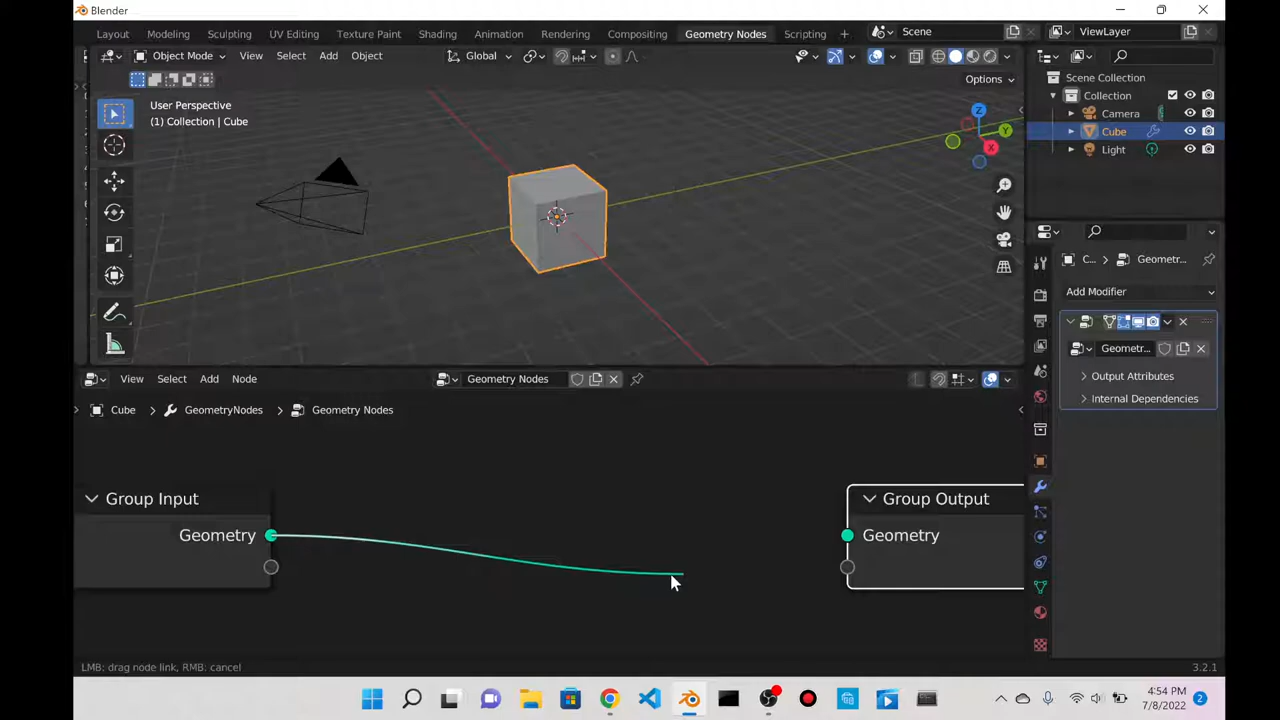 Blender
Layout Modeling Sculpting UV Editing Texture Paint Shading Animation Rendering Compositing Geometry Nodes Scripting Scene ViewLayer
Object Mode View Select Add Object Global
Options
User Perspective
(1) Collection | Cube
Z
Y
X
Scene Collection
Collection
Camera
Cube
Light
C... Geometr...
Add Modifier
Geometr...
Output Attributes
Internal Dependencies
View Select Add Node Geometry Nodes
Cube GeometryNodes Geometry Nodes
Group Input
Geometry
Group Output
Geometry
LMB: drag node link, RMB: cancel
3.2.1
4:54 PM
7/8/2022
2